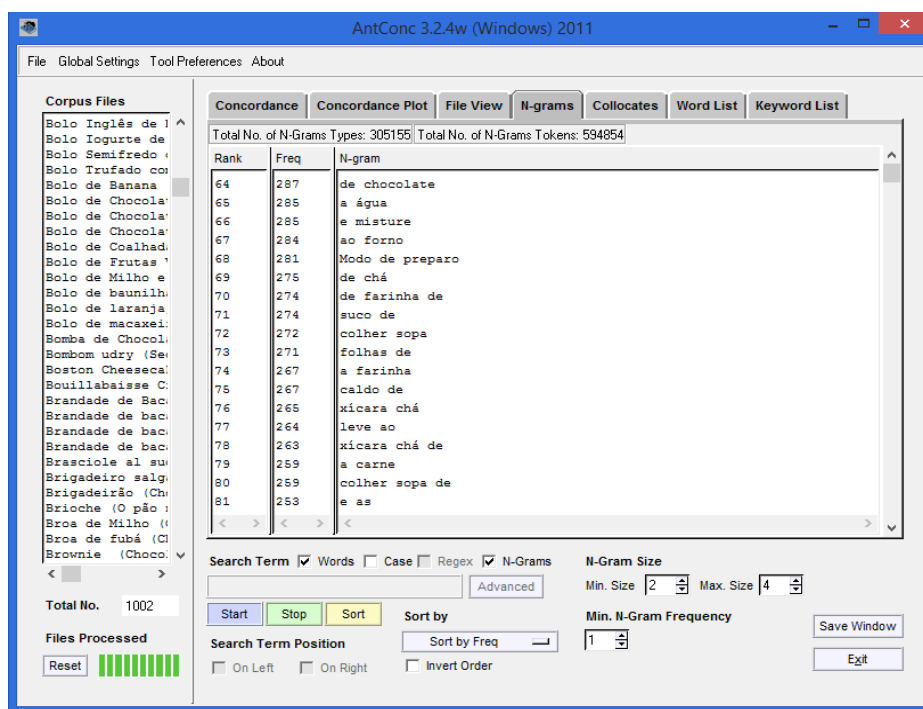 AntConc 3.2.4w (Windows) 2011
File Global Settings Tool Preferences About
Corpus Files
Bolo Inglês de
Bolo Iogurte de
Bolo Semifredo
Bolo Trufado
Bolo de Banana
Bolo de Chocola
Bolo de Chocola
Bolo de Chocola
Bolo de Coalhad
Bolo de Frutas
Bolo de Milho e
Bolo de baunilh
Bolo de laranja
Bolo de macaxei
Bomba de Chocol
Bombom udry (Se
Boston Cheeseca
Bouillabaisse C
Brandade de Bac
Brandade de bac
Brandade de bac
Brandade de bac
Brasciole al su
Brigadeiro salg
Brigadeirão (Ch
Brioche (O pão
Broa de Milho (
Broa de fubá (Cl
Brownie (Choco
Total No. 1002
Files Processed
Reset
Concordance Concordance Plot File View N-grams Collocates Word List Keyword List
Total No. of N-Grams Types: 305155 Total No. of N-Grams Tokens: 594854
Rank Freq N-gram
64 287 de chocolate
65 285 a água
66 285 e misture
67 284 ao forno
68 281 Modo de preparo
69 275 de chá
70 274 de farinha de
71 274 suco de
72 272 colher sopa
73 271 folhas de
74 267 a farinha
75 267 caldo de
76 265 xícara chá
77 264 leve ao
78 263 xícara chá de
79 259 a carne
80 259 colher sopa de
81 253 e as
Search Term Words Case Regex N-Grams
Advanced
Start Stop Sort
Search Term Position
On Left On Right
Sort by
Sort by Freq
Invert Order
N-Gram Size
Min. Size 2 Max. Size 4
Min. N-Gram Frequency
1
Save Window
Exit